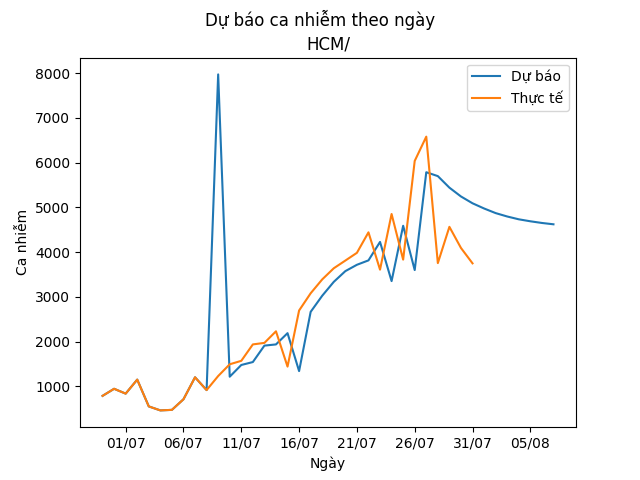 Dự báo ca nhiễm theo ngày
HCM/
Dự báo
Thực tế
Ca nhiễm
8000
7000
6000
5000
4000
3000
2000
1000
01/07 06/07 11/07 16/07 21/07 26/07 31/07 05/08
Ngày